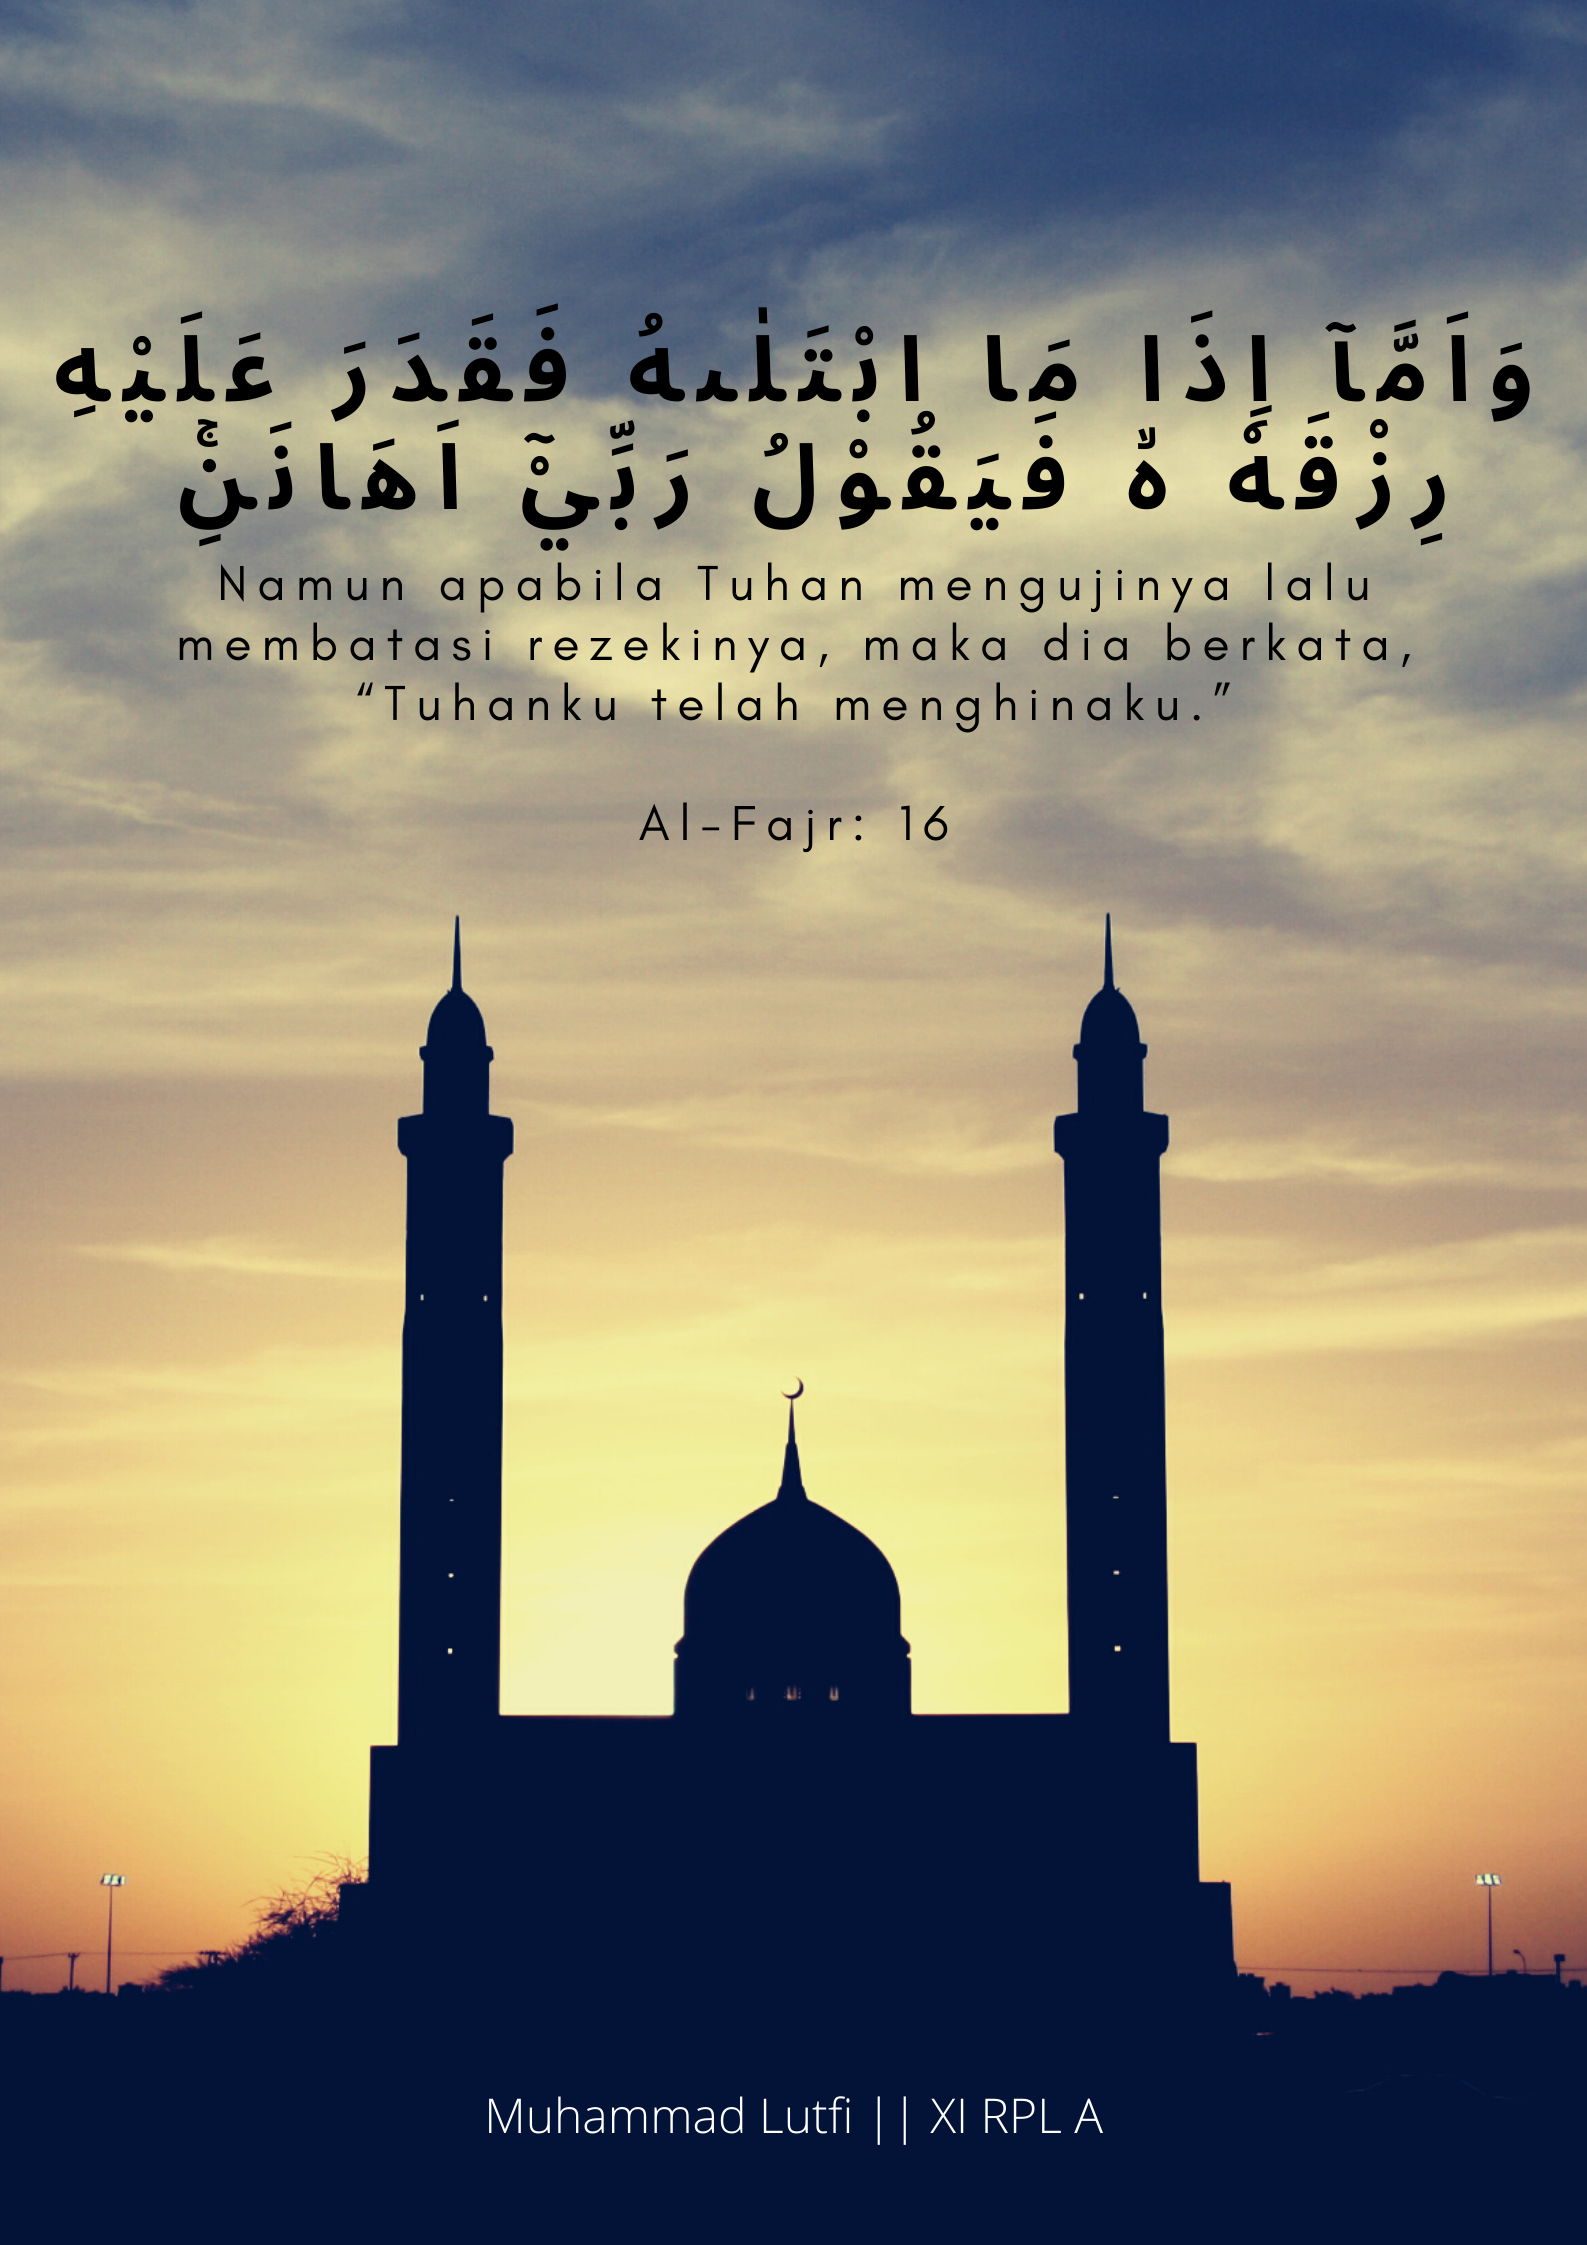 وَاَمَّآ اِذَا مَا ابْتَلٰىهُ فَقَدَرَ عَلَيْهِ
رِزْقَهٗ ەۙ فَيَقُوْلُ رَبِّيْٓ اَهَانَنِۚ
Namun apabila Tuhan mengujinya lalu
membatasi rezekinya, maka dia berkata,
“Tuhanku telah menghinaku.”
Al-Fajr: 16
Muhammad Lutfi || XI RPL A